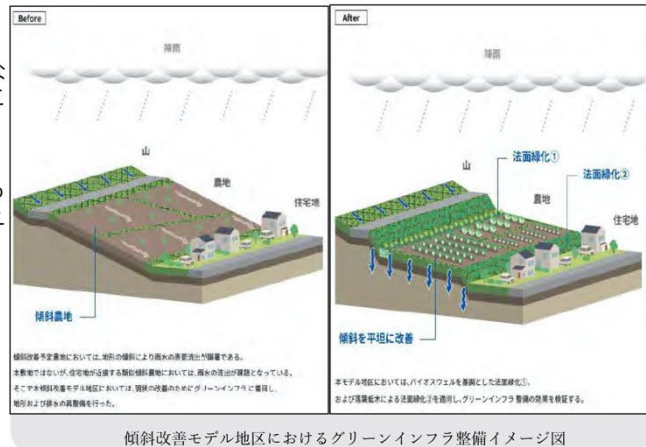 Before
降雨
山
農地
住宅地
傾斜農地
傾斜改善予定農地においては、地形の傾斜により雨水の表面流出が顕著である。
本敷地ではないが、住宅地が近接する類似傾斜農地においては、雨水の流出が課題となっている。
そこで本傾斜改善モデル地区においては、現状の改善のためにグリーンインフラに着目し、
地形および排水の再整備を行った。
After
降雨
山
法面緑化①
農地
法面緑化②
住宅地
傾斜を平坦に改善
本モデル地区においては、バイオスウェルを基調とした法面緑化①、
および落葉低木による法面緑化②を適用し、グリーンインフラ整備の効果を検証する。
傾斜改善モデル地区におけるグリーンインフラ整備イメージ図